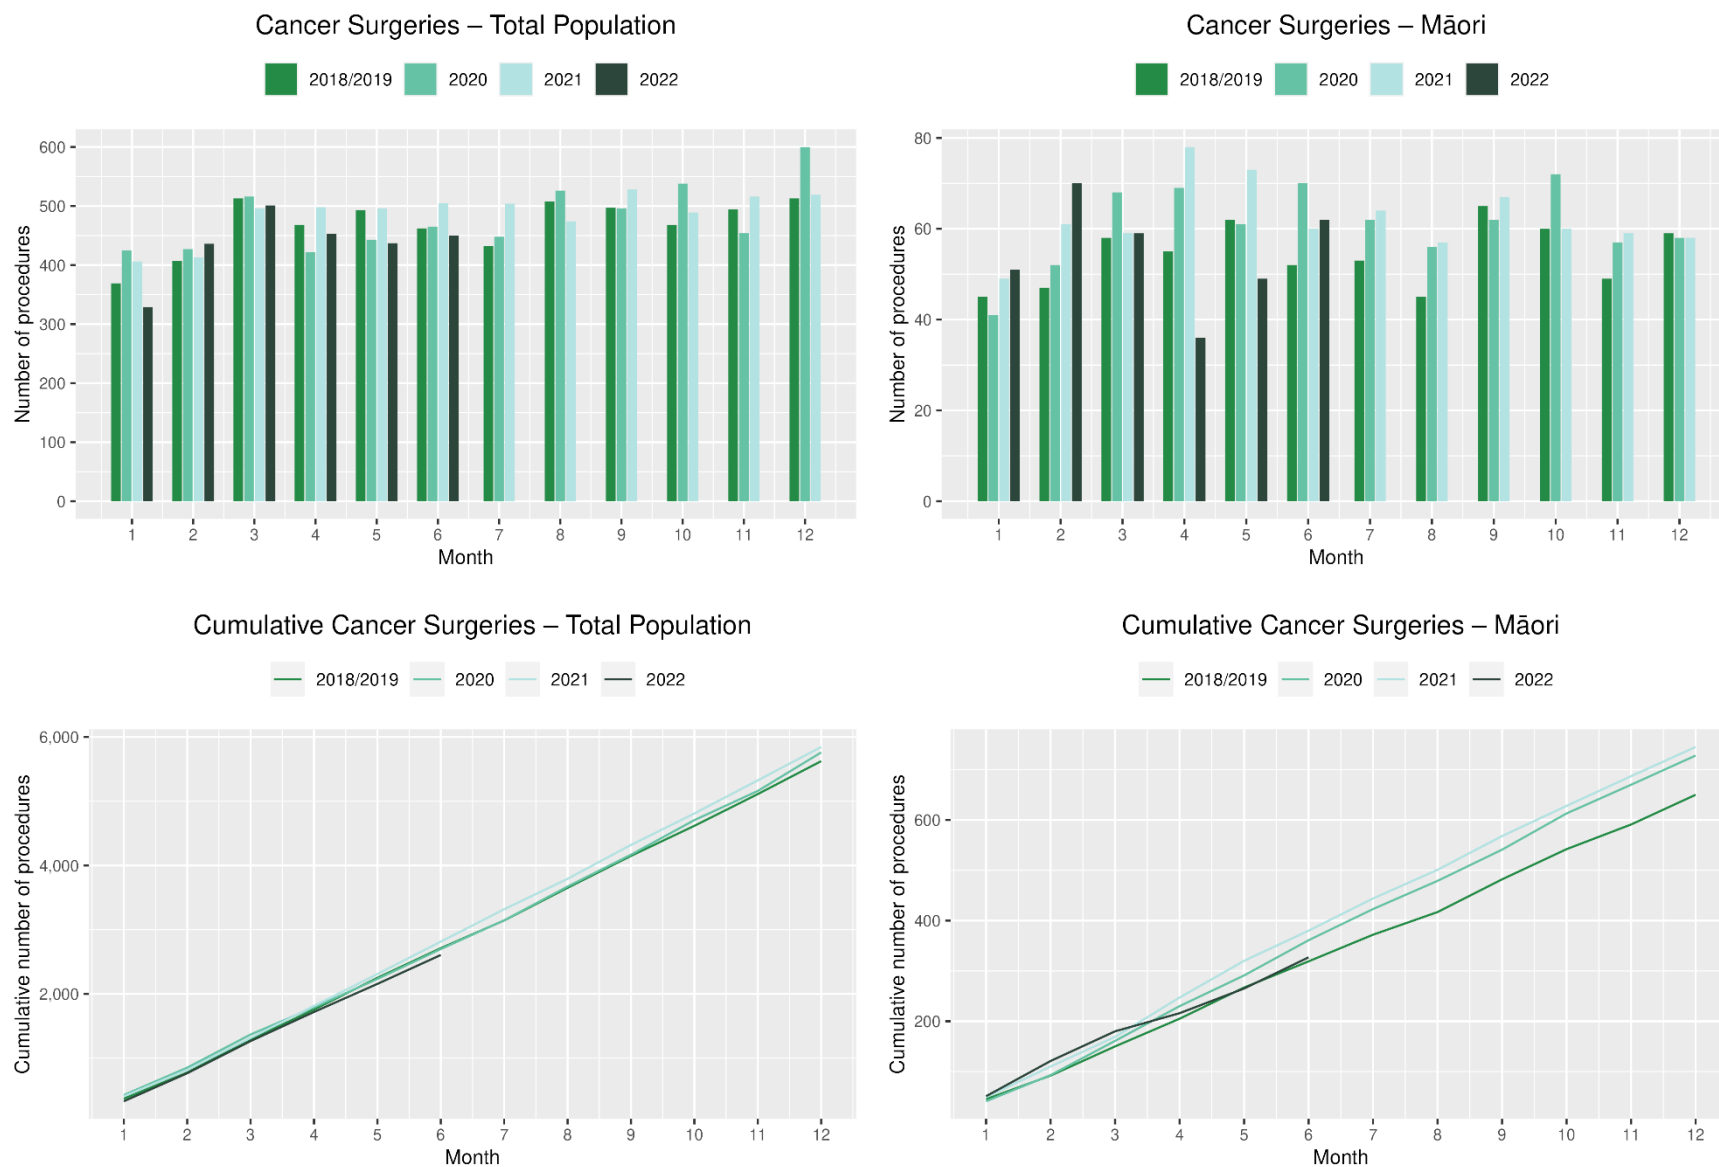 Cancer Surgeries – Total Population
2018/2019 2020 2021 2022
Number of procedures
600
500
400
300
200
100
0
1 2 3 4 5 6 7 8 9 10 11 12
Month
Cancer Surgeries – Māori
2018/2019 2020 2021 2022
Number of procedures
80
60
40
20
0
1 2 3 4 5 6 7 8 9 10 11 12
Month
Cumulative Cancer Surgeries – Total Population
2018/2019 2020 2021 2022
Cumulative number of procedures
6,000
4,000
2,000
1 2 3 4 5 6 7 8 9 10 11 12
Month
Cumulative Cancer Surgeries – Māori
2018/2019 2020 2021 2022
Cumulative number of procedures
600
400
200
1 2 3 4 5 6 7 8 9 10 11 12
Month